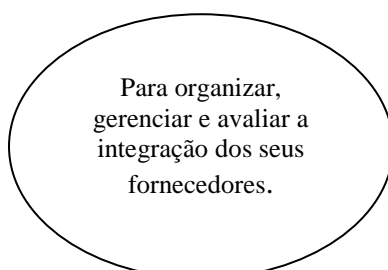 Para organizar,
gerenciar e avaliar a
integração dos seus
fornecedores.